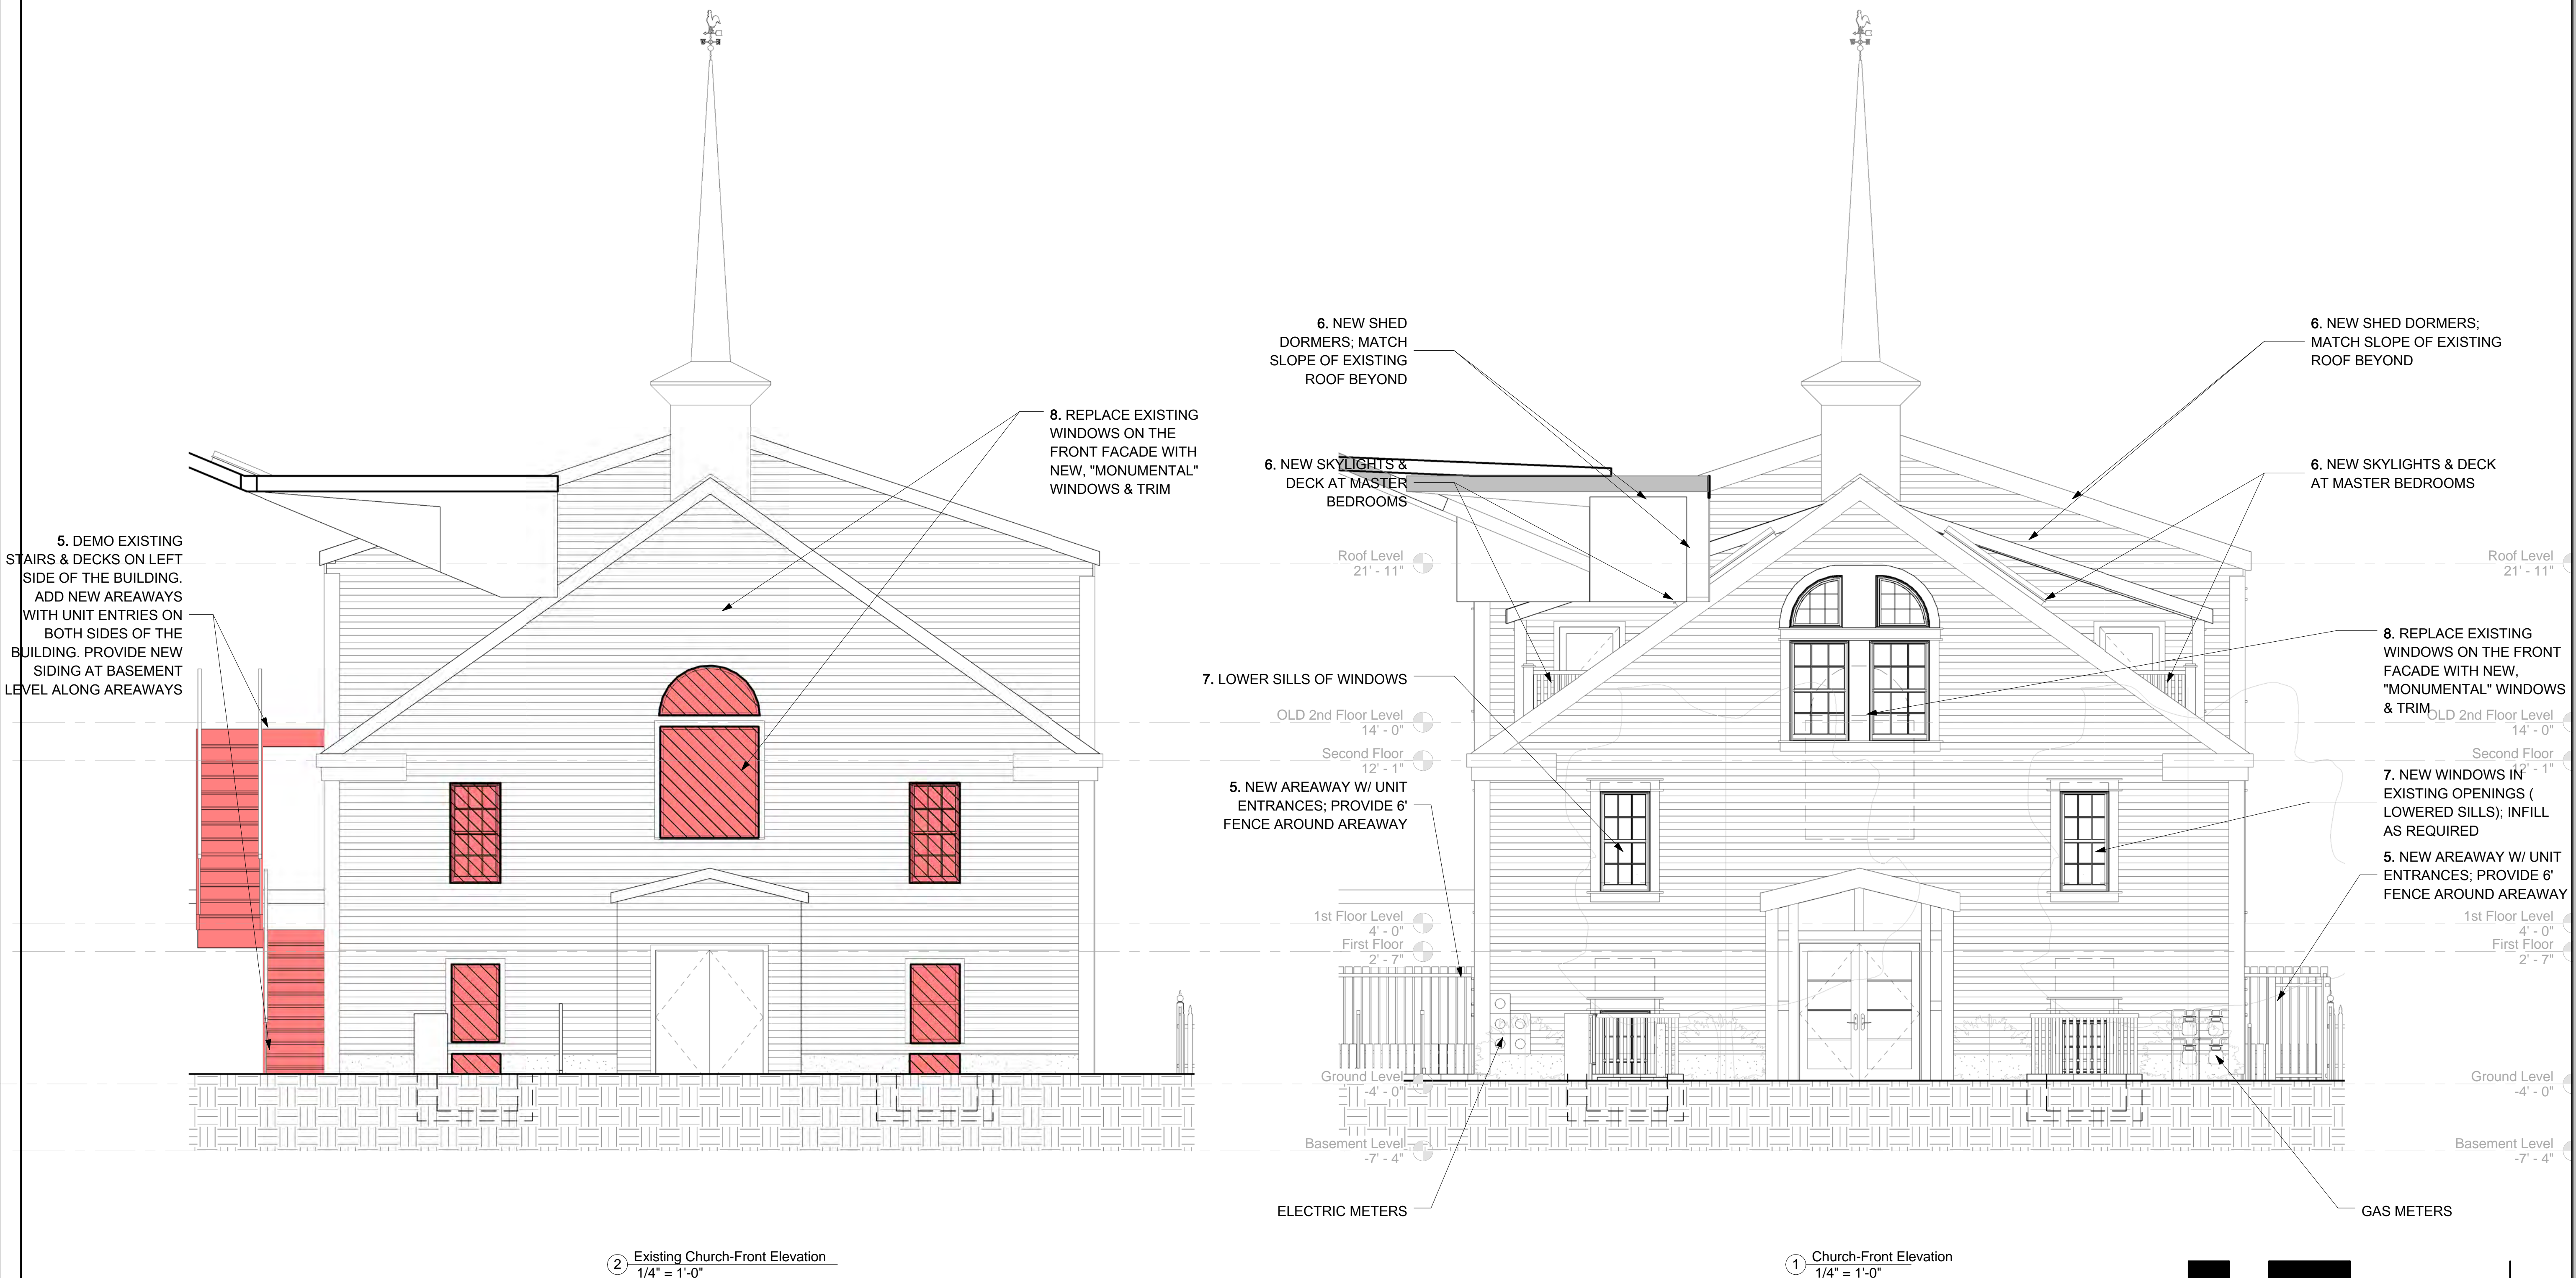 5. DEMO EXISTING
STAIRS & DECKS ON LEFT
SIDE OF THE BUILDING.
ADD NEW AREAWAYS
WITH UNIT ENTRIES ON
BOTH SIDES OF THE
BUILDING. PROVIDE NEW
SIDING AT BASEMENT
LEVEL ALONG AREAWAYS
8. REPLACE EXISTING
WINDOWS ON THE
FRONT FACADE WITH
NEW, "MONUMENTAL"
WINDOWS & TRIM
2
Existing Church-Front Elevation
1/4" = 1'-0"
6. NEW SHED
DORMERS; MATCH
SLOPE OF EXISTING
ROOF BEYOND
6. NEW SKYLIGHTS &
DECK AT MASTER
BEDROOMS
Roof Level
21' - 11"
7. LOWER SILLS OF WINDOWS
OLD 2nd Floor Level
14' - 0"
Second Floor
12' - 1"
5. NEW AREAWAY W/ UNIT
ENTRANCES; PROVIDE 6'
FENCE AROUND AREAWAY
1st Floor Level
4' - 0"
First Floor
2' - 7"
Ground Level
-4' - 0"
Basement Level
-7' - 4"
ELECTRIC METERS
6. NEW SHED DORMERS;
MATCH SLOPE OF EXISTING
ROOF BEYOND
6. NEW SKYLIGHTS & DECK
AT MASTER BEDROOMS
Roof Level
21' - 11"
8. REPLACE EXISTING
WINDOWS ON THE FRONT
FACADE WITH NEW,
"MONUMENTAL" WINDOWS
& TRIM
OLD 2nd Floor Level
14' - 0"
Second Floor
12' - 1"
7. NEW WINDOWS IN
EXISTING OPENINGS (
LOWERED SILLS); INFILL
AS REQUIRED
5. NEW AREAWAY W/ UNIT
ENTRANCES; PROVIDE 6'
FENCE AROUND AREAWAY
1st Floor Level
4' - 0"
First Floor
2' - 7"
Ground Level
-4' - 0"
Basement Level
-7' - 4"
GAS METERS
1
Church-Front Elevation
1/4" = 1'-0"